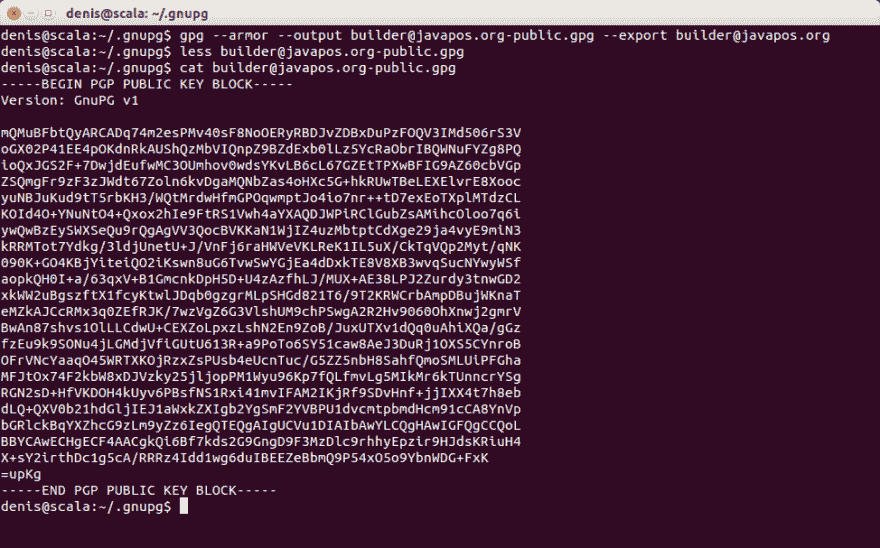 denis@scala: ~/.gnupg
denis@scala:~/.gnupg$ gpg --armor --output builder@javapos.org-public.gpg --export builder@javapos.org
denis@scala:~/.gnupg$ less builder@javapos.org-public.gpg
denis@scala:~/.gnupg$ cat builder@javapos.org-public.gpg
-----BEGIN PGP PUBLIC KEY BLOCK-----
Version: GnuPG v1
mQMuBFbtQyARCADq74m2esPMv40sF8NoOERyRBDJvZDBxDuPzFOQV3IMd506rS3V
oGX02P41EE4pOKdnRkAUShQzMbVIQnpZ9BZdExb0lLz5YcRaObrIBQWNuFYZg8PQ
ioQxJGS2F+7DwjdEufwMC3OUmhov0wdsYKvLB6cL67GZEtTPXwBFIG9AZ60cbVGp
ZSQmgFr9zF3zJWdt67Zoln6kvDgaMQNbZas4oHXc5G+hkRUwTBeLEXElvrE8Xooc
yuNBJuKud9tT5rbKH3/WQtMrdwHfmGPOqwmptJo4io7nr++tD7exEoTXplMTdzCL
KOId4O+YNuNtO4+Qxox2hIe9FtRS1Vwh4aYXAQDJWPiRClGubZsAMihcOloo7q6i
ywQwBzEySWXSeQu9rQgAgVV3QocBVKKaN1WjIZ4uzMbtptCdXge29ja4vyE9miN3
kRRMTot7Ydkg/3ldjUnetU+J/VnFj6raHWVeVKLReK1IL5uX/CkTqVQp2Myt/qNK
090K+GO4KBjYiteiQO2iKswn8uG6TvwSwYGjEa4dDxkTE8V8XB3wvqSucNYwyWSf
aopkQH0I+a/63qxV+B1GmcnkDpH5D+U4zAzfhLJ/MUX+AE38LPJ2Zurdy3tnwGD2
xkWW2uBgszftX1fcyKtwlJDqb0gzgrMLpSHGd821T6/9T2KRWCrbAmpDBujWKnaT
eMZkAJCcRMx3q0ZEfRJK/7wzVgZ6G3VlshUM9chPSwgA2R2Hv9060OhXnwj2gmrV
BwAn87shvs1OlLLCdwU+CEXZoLpxzLshN2En9ZoB/JuxUTXv1dQq0uAhiXQa/gGz
fzEu9k9SONu4jLGMdjVfiGUtU613R+a9PoTo6SY51caw8AeJ3DuRj1OXS5CYnroB
OFrVNcYaaqO45WRTXKOjRzxZsPUsb4eUcnTuc/G5ZZ5nbH8SahfQmoSMLUlPFGha
MFJtOx74F2kbW8xDJVzky25jljopPM1Wyu96Kp7fQLfmvLg5MIkMr6kTUnncrYSg
RGN2sD+HfVKDOH4kUyv6PBsfNS1Rxi41mvIFAM2IKjRf9SDvHnf+jjIXX4t7h8eb
dLQ+QXV0b21hdGljIEJ1aWxkZXIgb2YgSmF2YVBPU1dvcmtpbmdHcm91cCA8YnVp
bGRlckBqYXZhcG9zLm9yZz6IegQTEQgAIgUCVu1DIAIbAwYLCQgHAwIGFQgCCQoL
BBYCAwECHgECF4AACgkQi6Bf7kds2G9GngD9F3MzDlc9rhhyEpzir9HJdsKRiuH4
X+sY2irthDc1g5cA/RRRz4Idd1wg6duIBEEZeBbmQ9P54xO5o9YbnWDG+FxK
=upKg
-----END PGP PUBLIC KEY BLOCK-----
denis@scala:~/.gnupg$